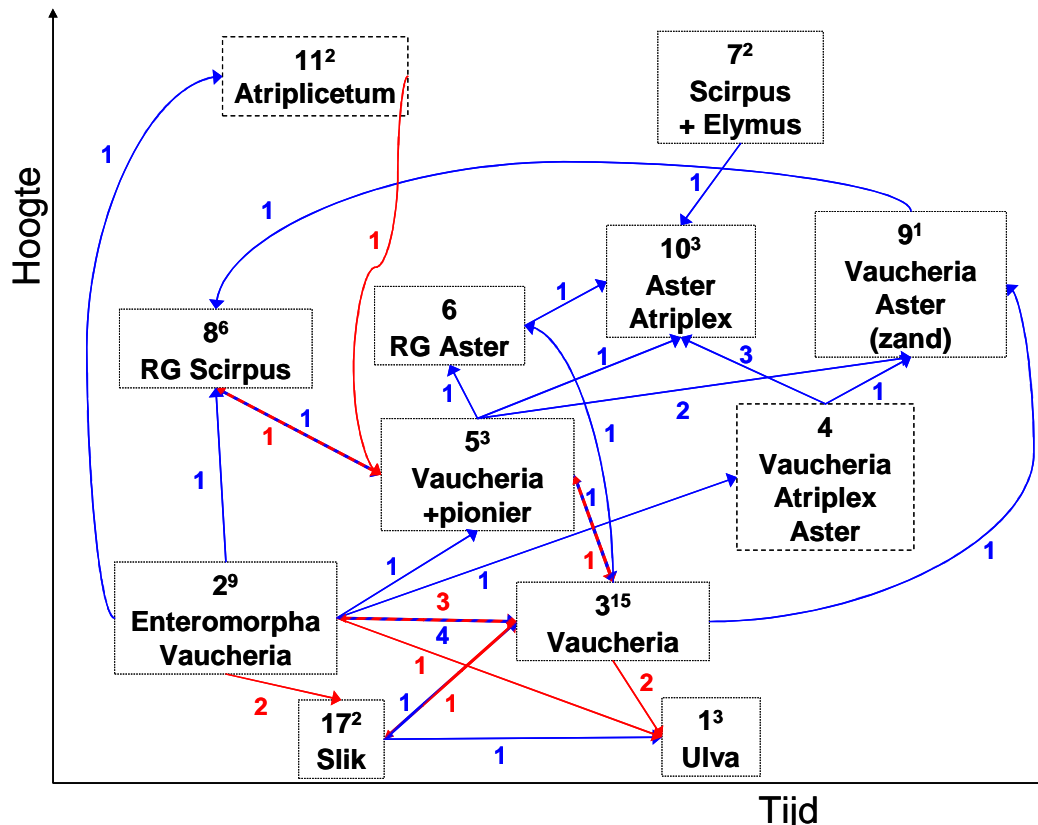 11²
Atriplicetum
7²
Scirpus
+ Elymus
Hoogte
1
1
1
1
10³
Aster
Atriplex
9¹
Vaucheria
Aster
(zand)
8⁶
RG Scirpus
6
RG Aster
1
1
3
1
1
2
1
1
1
5³
Vaucheria
+pionier
4
Vaucheria
Atriplex
Aster
1
1
1
1
1
1
1
2⁹
Enteromorpha
Vaucheria
3
4
3¹⁵
Vaucheria
1
2
2
1
1
17²
Slik
1
1³
Ulva
Tijd